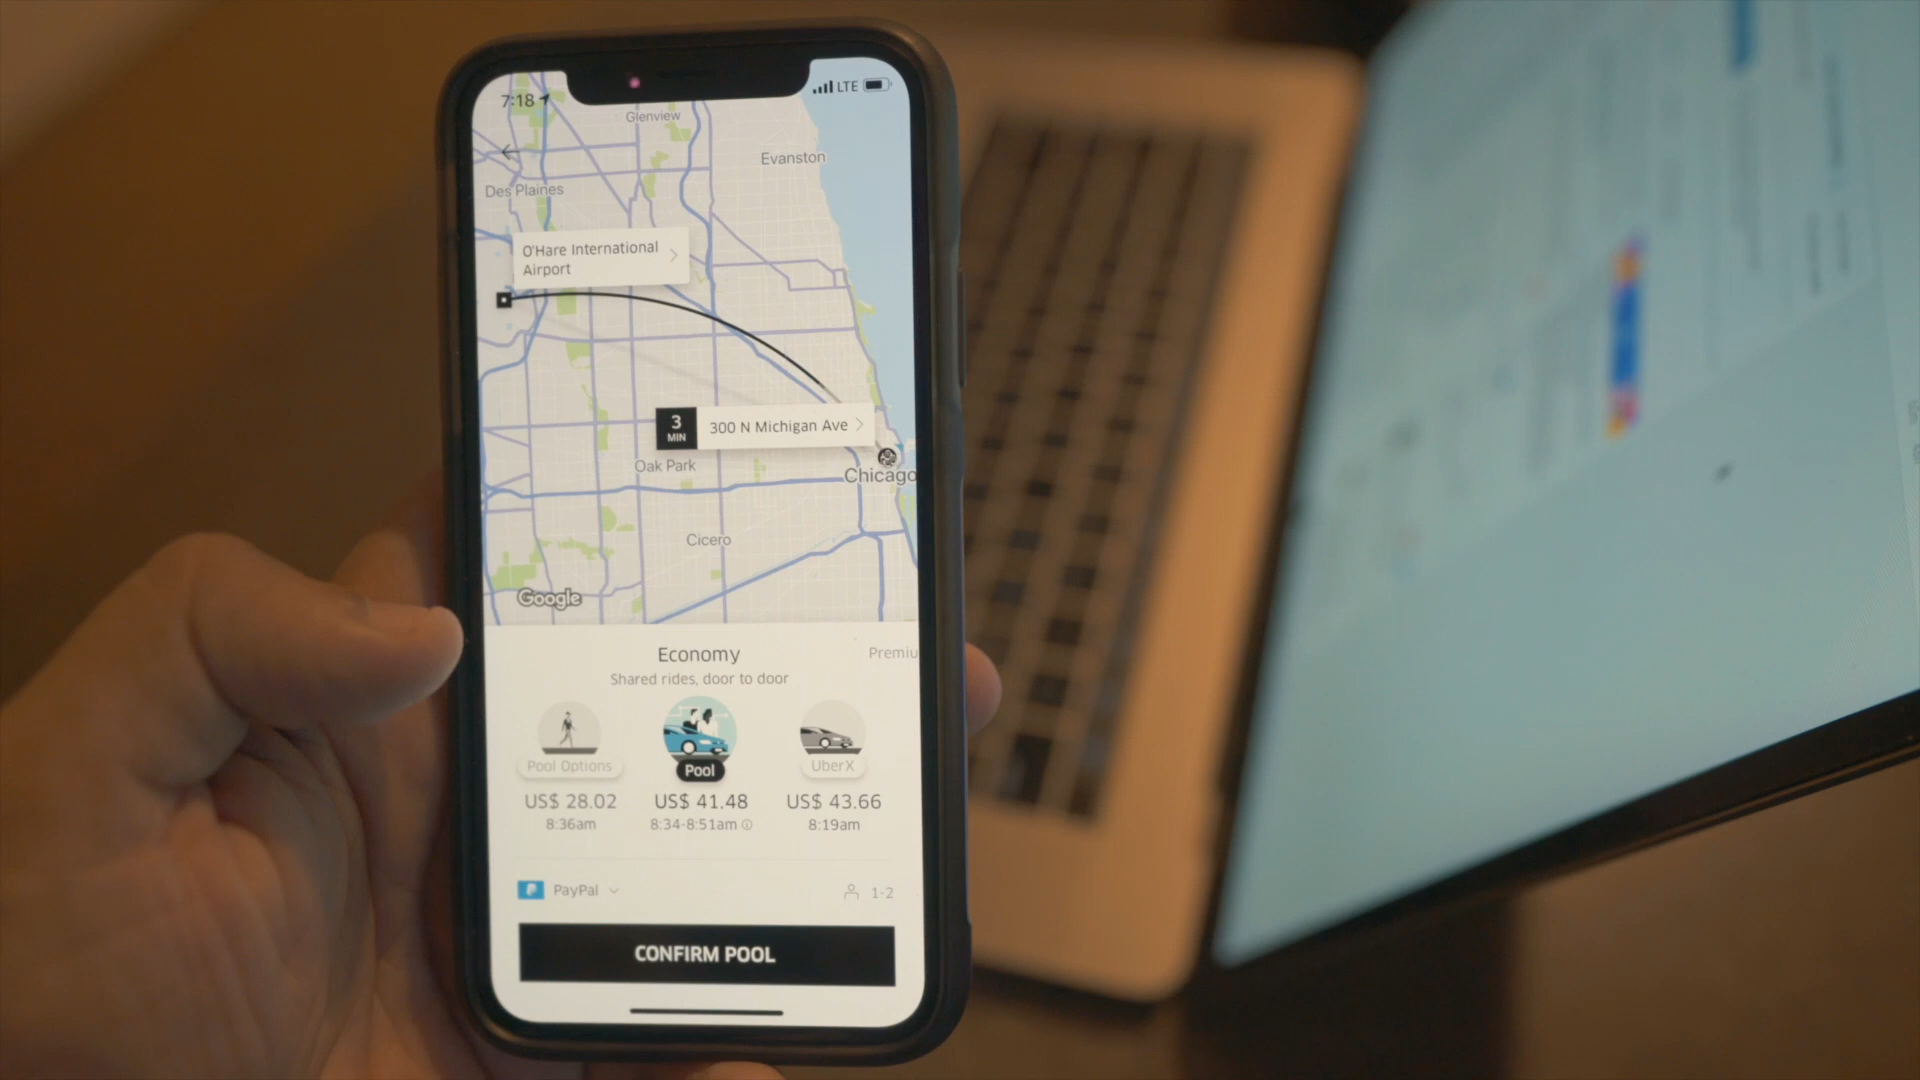 7:18
LTE
Glenview
Evanston
Des Plaines
O'Hare International
Airport
3
MIN
300 N Michigan Ave
Oak Park
Chicago
Cicero
Google
Economy
Premiu
Shared rides, door to door
Pool Options
Pool
UberX
US$ 28.02
US$ 41.48
US$ 43.66
8:36am
8:34-8:51am
8:19am
PayPal
1-2
CONFIRM POOL